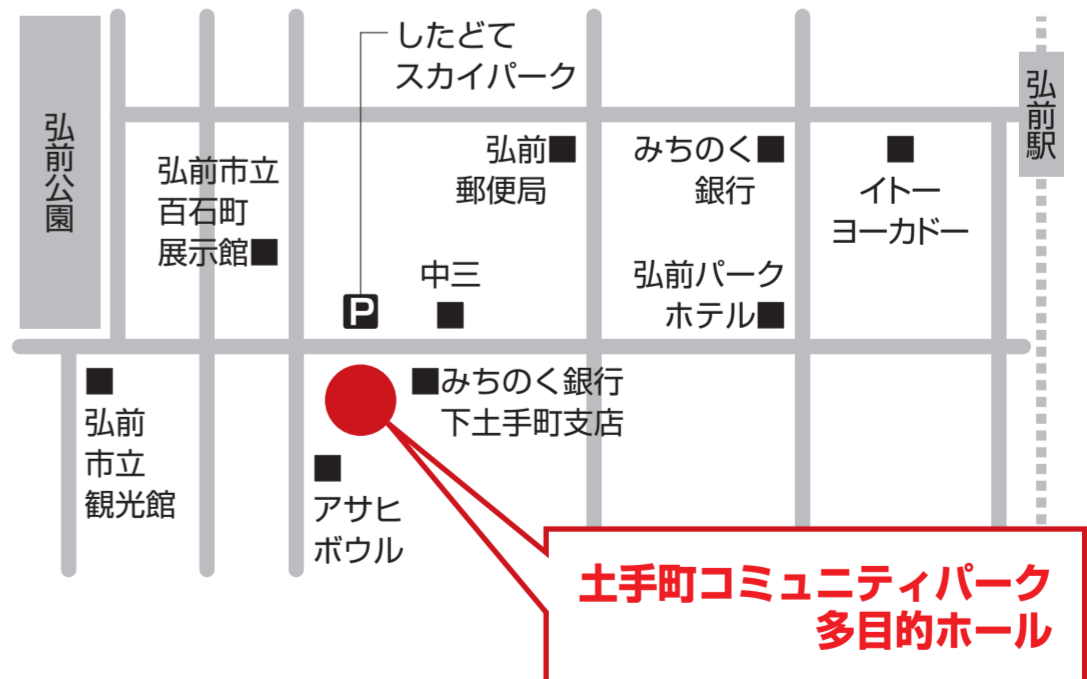 したどて
スカイパーク
弘前駅
弘前公園
弘前市立
百石町
展示館■
弘前■
郵便局
みちのく■
銀行
■
イトー
ヨーカドー
P
中三
■
弘前パーク
ホテル■
■
弘前
市立
観光館
■みちのく銀行
下土手町支店
■
アサヒ
ボウル
土手町コミュニティパーク
多目的ホール